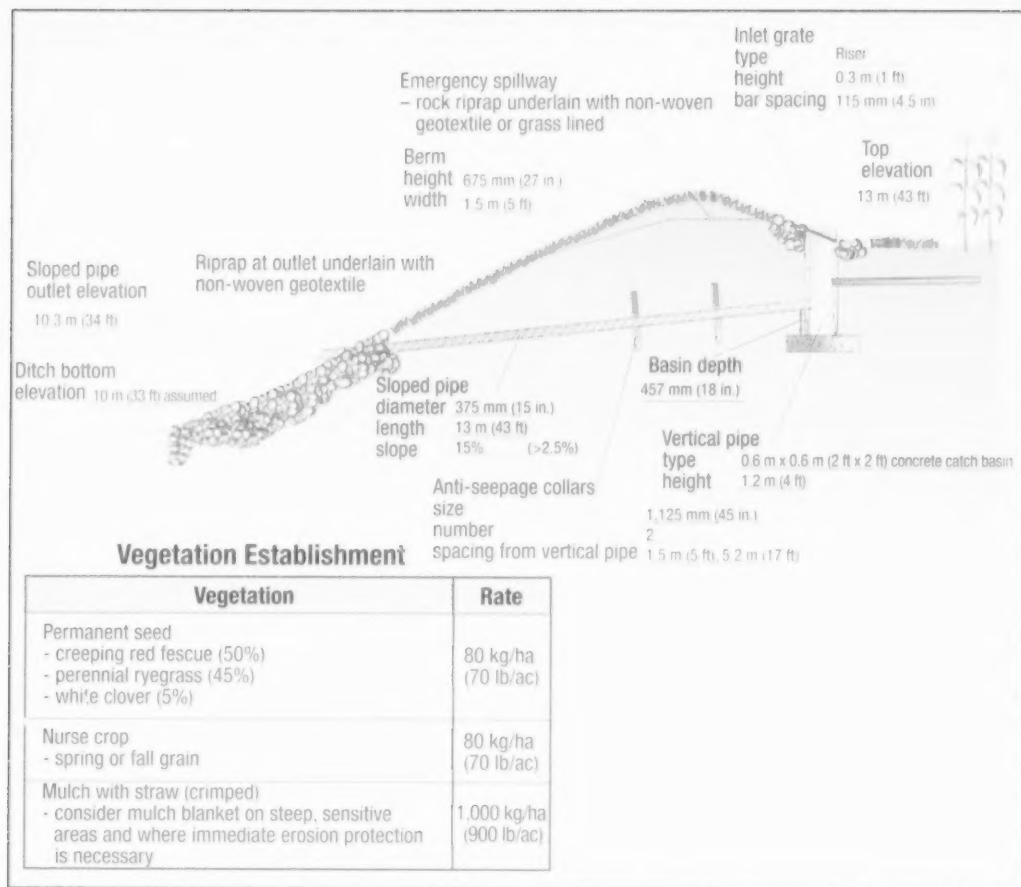 Inlet grate
type Riser
height 0.3 m (1 ft)
bar spacing 115 mm (4.5 in)
Emergency spillway
– rock riprap underlain with non-woven
geotextile or grass lined
Berm
height 675 mm (27 in.)
width 1.5 m (5 ft)
Top
elevation
13 m (43 ft)
Riprap at outlet underlain with
non-woven geotextile
Sloped pipe
outlet elevation
10.3 m (34 ft)
Ditch bottom
elevation 10 m (33 ft) assumed
Sloped pipe
diameter 375 mm (15 in.)
length 13 m (43 ft)
slope 15% (>2.5%)
Basin depth
457 mm (18 in.)
Vertical pipe
type 0.6 m x 0.6 m (2 ft x 2 ft) concrete catch basin
height 1.2 m (4 ft)
Anti-seepage collars
size 1,125 mm (45 in.)
number 2
spacing from vertical pipe 1.5 m (5 ft), 5.2 m (17 ft)
Vegetation Establishment
Vegetation Rate
Permanent seed
- creeping red fescue (50%) 80 kg/ha
- perennial ryegrass (45%) (70 lb/ac)
- white clover (5%)
Nurse crop 80 kg/ha
- spring or fall grain (70 lb/ac)
Mulch with straw (crimped)
- consider mulch blanket on steep, sensitive 1,000 kg/ha
areas and where immediate erosion protection (900 lb/ac)
is necessary